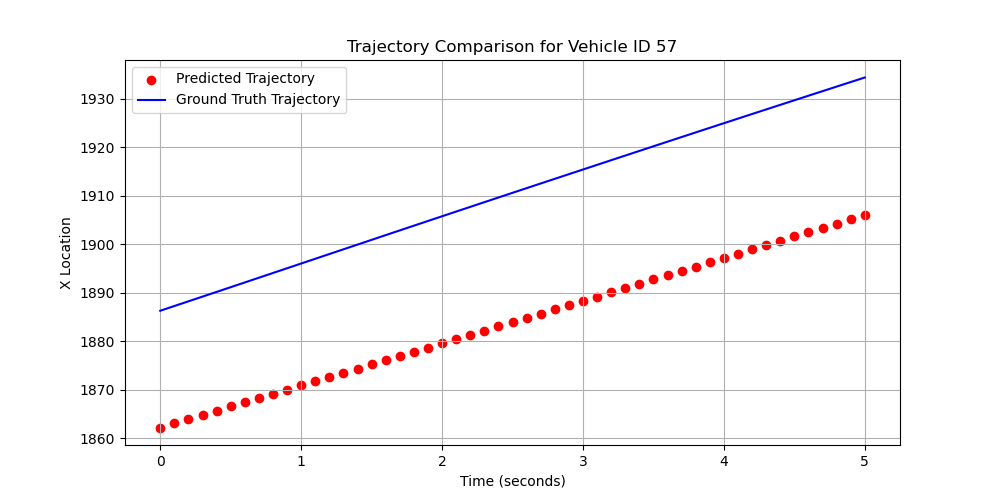 Trajectory Comparison for Vehicle ID 57
Predicted Trajectory
Ground Truth Trajectory
X Location
1930
1920
1910
1900
1890
1880
1870
1860
0 1 2 3 4 5
Time (seconds)